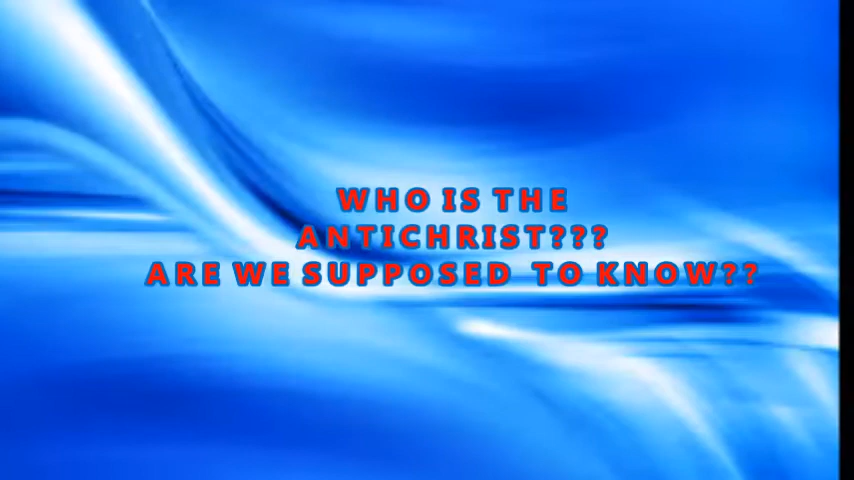 WHO IS THE
ANTICHRIST???
ARE WE SUPPOSED TO KNOW??